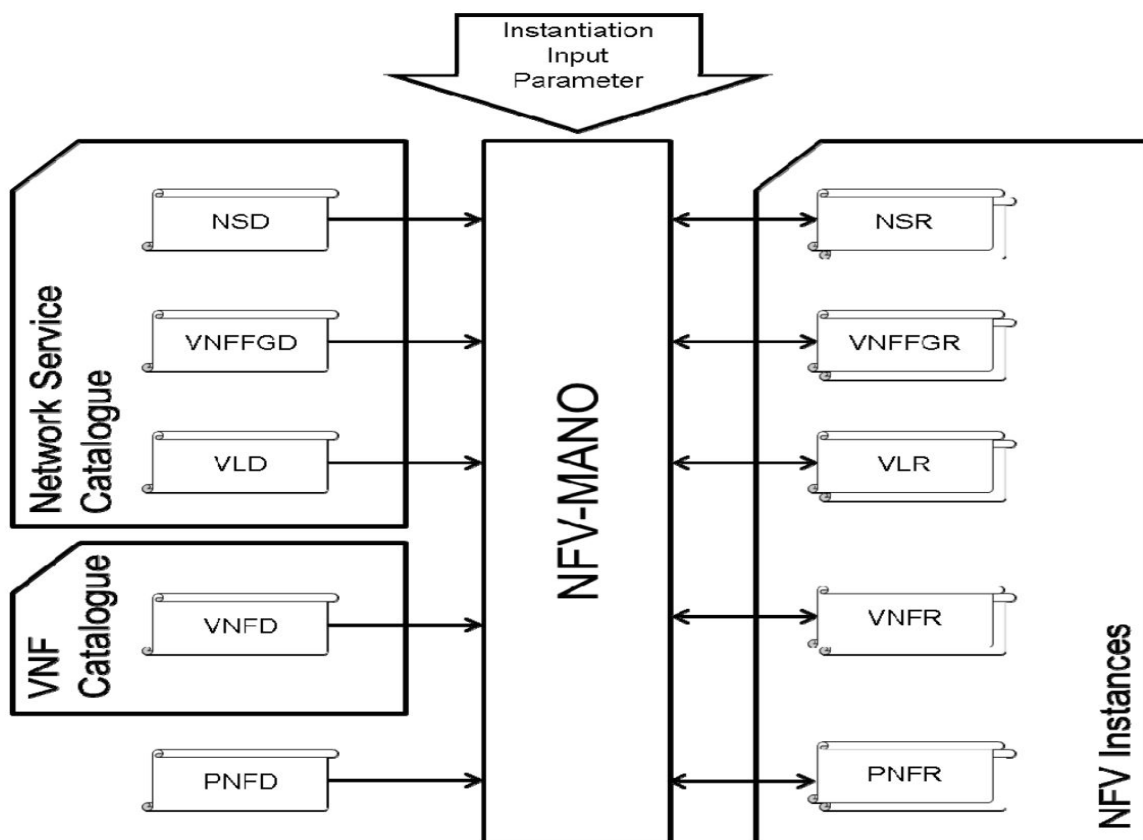 Instantiation
Input
Parameter
Network Service
Catalogue
NSD
VNFFGD
VLD
VNF
Catalogue
VNFD
PNFD
NFV-MANO
NSR
VNFFGR
VLR
VNFR
PNFR
NFV Instances